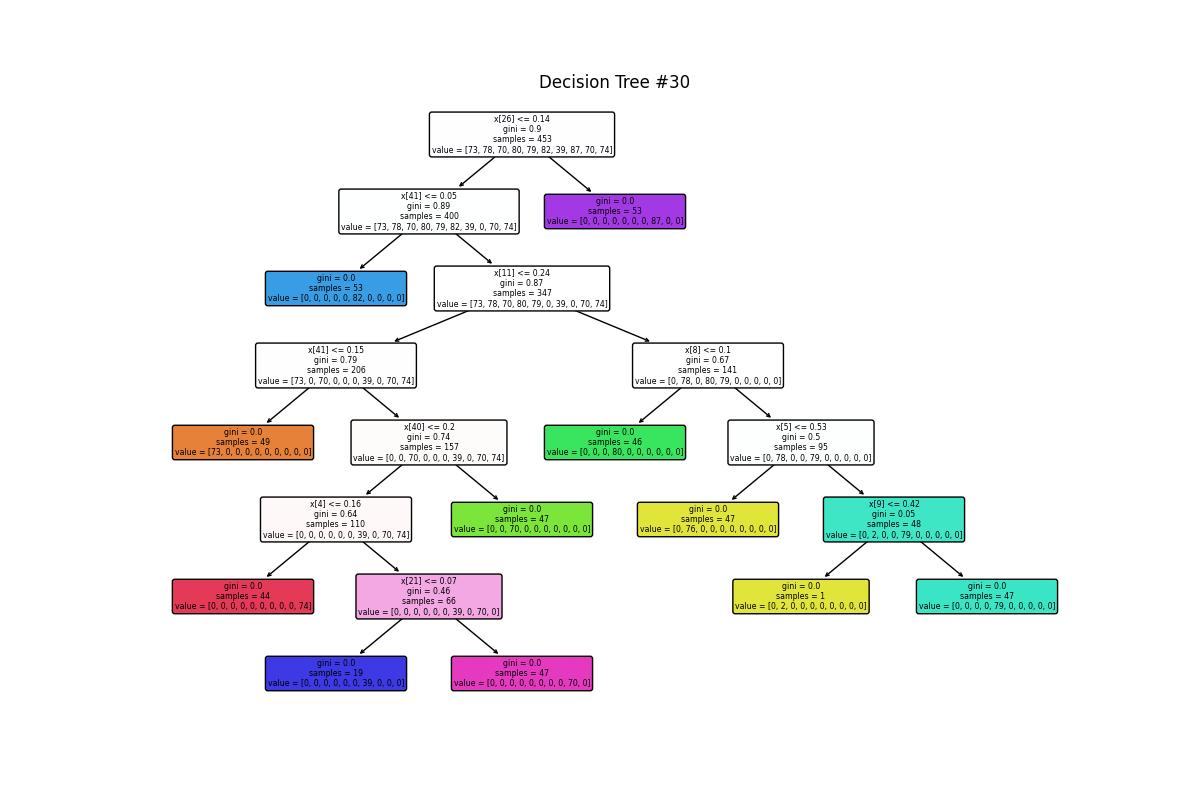 Decision Tree #30
x[26] <= 0.14
gini = 0.9
samples = 453
value = [73, 78, 70, 80, 79, 82, 39, 87, 70, 74]
x[41] <= 0.05
gini = 0.89
samples = 400
value = [73, 78, 70, 80, 79, 82, 39, 0, 70, 74]
gini = 0.0
samples = 53
value = [0, 0, 0, 0, 0, 0, 0, 87, 0, 0]
gini = 0.0
samples = 53
value = [0, 0, 0, 0, 0, 82, 0, 0, 0, 0]
x[11] <= 0.24
gini = 0.87
samples = 347
value = [73, 78, 70, 80, 79, 0, 39, 0, 70, 74]
x[41] <= 0.15
gini = 0.79
samples = 206
value = [73, 0, 70, 0, 0, 0, 39, 0, 70, 74]
x[8] <= 0.1
gini = 0.67
samples = 141
value = [0, 78, 0, 80, 79, 0, 0, 0, 0, 0]
gini = 0.0
samples = 49
value = [73, 0, 0, 0, 0, 0, 0, 0, 0, 0]
x[40] <= 0.2
gini = 0.74
samples = 157
value = [0, 0, 70, 0, 0, 0, 39, 0, 70, 74]
gini = 0.0
samples = 46
value = [0, 0, 0, 80, 0, 0, 0, 0, 0, 0]
x[5] <= 0.53
gini = 0.5
samples = 95
value = [0, 78, 0, 0, 79, 0, 0, 0, 0, 0]
x[4] <= 0.16
gini = 0.64
samples = 110
value = [0, 0, 0, 0, 0, 0, 39, 0, 70, 74]
gini = 0.0
samples = 47
value = [0, 0, 70, 0, 0, 0, 0, 0, 0, 0]
gini = 0.0
samples = 47
value = [0, 76, 0, 0, 0, 0, 0, 0, 0, 0]
x[9] <= 0.42
gini = 0.05
samples = 48
value = [0, 2, 0, 0, 79, 0, 0, 0, 0, 0]
gini = 0.0
samples = 44
value = [0, 0, 0, 0, 0, 0, 0, 0, 0, 74]
x[21] <= 0.07
gini = 0.46
samples = 66
value = [0, 0, 0, 0, 0, 0, 39, 0, 70, 0]
gini = 0.0
samples = 1
value = [0, 2, 0, 0, 0, 0, 0, 0, 0, 0]
gini = 0.0
samples = 47
value = [0, 0, 0, 0, 79, 0, 0, 0, 0, 0]
gini = 0.0
samples = 19
value = [0, 0, 0, 0, 0, 0, 39, 0, 0, 0]
gini = 0.0
samples = 47
value = [0, 0, 0, 0, 0, 0, 0, 0, 70, 0]